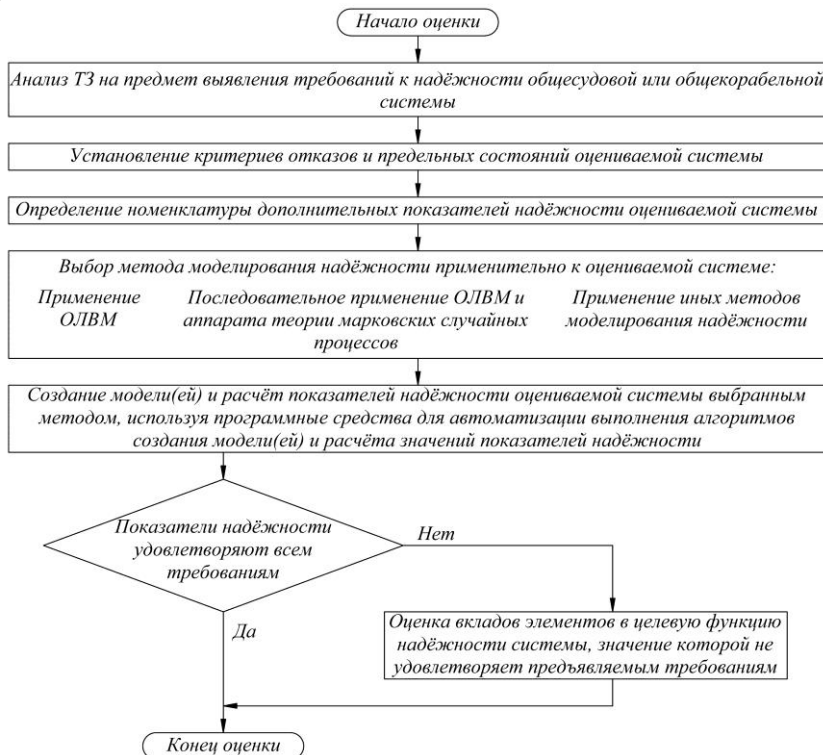 Начало оценки
Анализ ТЗ на предмет выявления требований к надёжности общесудовой или общекорабельной
системы
Установление критериев отказов и предельных состояний оцениваемой системы
Определение номенклатуры дополнительных показателей надёжности оцениваемой системы
Выбор метода моделирования надёжности применительно к оцениваемой системе:
Применение
ОЛВМ
Последовательное применение ОЛВМ и
аппарата теории марковских случайных
процессов
Применение иных методов
моделирования надёжности
Создание модели(ей) и расчёт показателей надёжности оцениваемой системы выбранным
методом, используя программные средства для автоматизации выполнения алгоритмов
создания модели(ей) и расчёта значений показателей надёжности
Показатели надёжности
удовлетворяют всем
требованиям
Нет
Да
Оценка вкладов элементов в целевую функцию
надёжности системы, значение которой не
удовлетворяет предъявляемым требованиям
Конец оценки